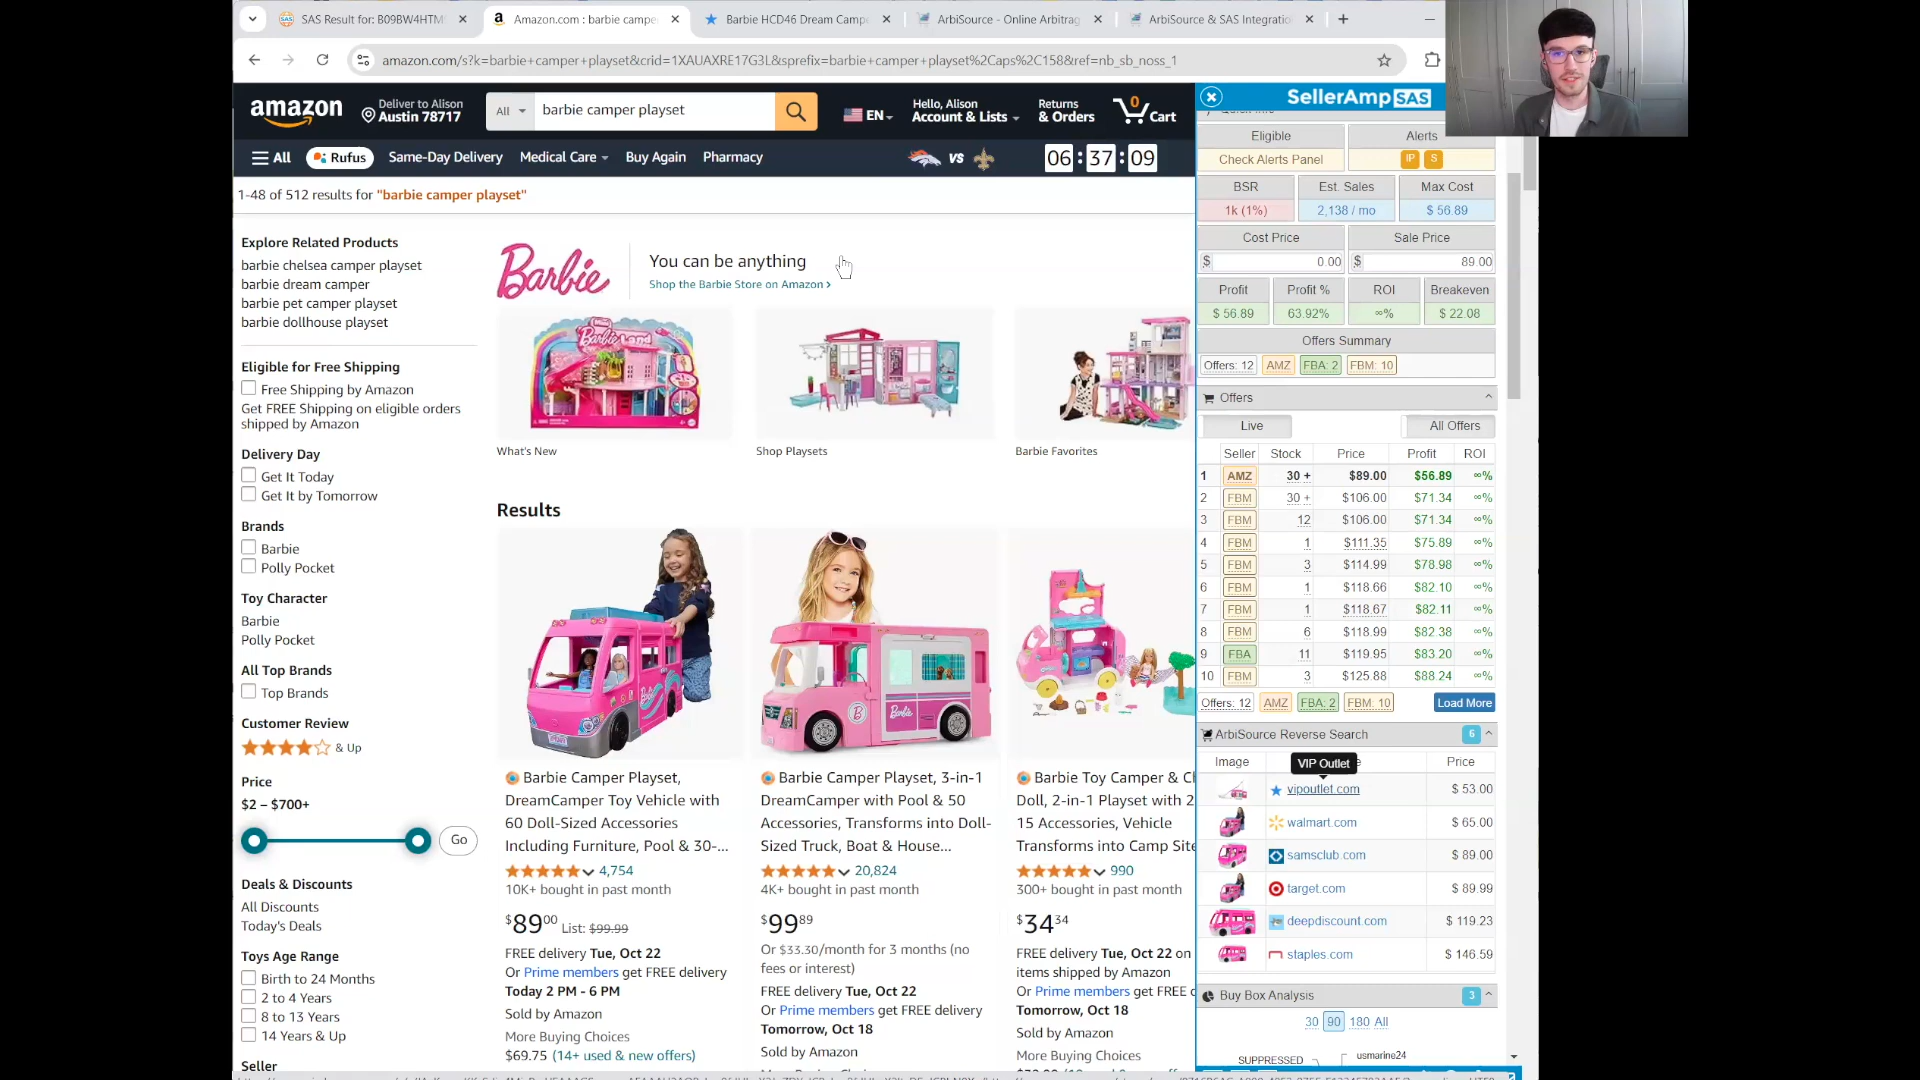 SAS Result for: B09BW4HTM
Amazon.com : barbie campe
Barbie HCD46 Dream Campe
ArbiSource - Online Arbitrag
ArbiSource & SAS Integratio
amazon.com/s?k=barbie+camper+playset&crid=1XAUAXRE17G3L&sprefix=barbie+camper+playset%2Caps%2C158&ref=nb_sb_noss_1
amazon
Deliver to Alison
Austin 78717
All
barbie camper playset
EN
Hello, Alison
Account & Lists
Returns
& Orders
0
Cart
All
Rufus
Same-Day Delivery
Medical Care
Buy Again
Pharmacy
VS
06 : 37 : 09
1-48 of 512 results for "barbie camper playset"
Explore Related Products
barbie chelsea camper playset
barbie dream camper
barbie pet camper playset
barbie dollhouse playset
Eligible for Free Shipping
Free Shipping by Amazon
Get FREE Shipping on eligible orders
shipped by Amazon
Delivery Day
Get It Today
Get It by Tomorrow
Brands
Barbie
Polly Pocket
Toy Character
Barbie
Polly Pocket
All Top Brands
Top Brands
Customer Review
& Up
Price
$2 – $700+
Go
Deals & Discounts
All Discounts
Today's Deals
Toys Age Range
Birth to 24 Months
2 to 4 Years
8 to 13 Years
14 Years & Up
Seller
Barbie
You can be anything
Shop the Barbie Store on Amazon ›
What's New
Shop Playsets
Barbie Favorites
Results
Barbie Camper Playset,
DreamCamper Toy Vehicle with
60 Doll-Sized Accessories
Including Furniture, Pool & 30-...
4,754
10K+ bought in past month
$89 00 List: $99.99
FREE delivery Tue, Oct 22
Or Prime members get FREE delivery
Today 2 PM - 6 PM
Sold by Amazon
More Buying Choices
$69.75 (14+ used & new offers)
Barbie Camper Playset, 3-in-1
DreamCamper with Pool & 50
Accessories, Transforms into Doll-
Sized Truck, Boat & House...
20,824
4K+ bought in past month
$99 89
Or $33.30/month for 3 months (no
fees or interest)
FREE delivery Tue, Oct 22
Or Prime members get FREE delivery
Tomorrow, Oct 18
Sold by Amazon
Barbie Toy Camper & C
Doll, 2-in-1 Playset with 2
15 Accessories, Vehicle
Transforms into Camp Site
990
300+ bought in past month
$34 34
FREE delivery Tue, Oct 22 on
items shipped by Amazon
Or Prime members get FREE
Tomorrow, Oct 18
Sold by Amazon
More Buying Choices
SellerAmp SAS
Eligible
Alerts
Check Alerts Panel
IP S
BSR Est. Sales Max Cost
1k (1%) 2,138 / mo $ 56.89
Cost Price Sale Price
$ 0.00 $ 89.00
Profit Profit % ROI Breakeven
$ 56.89 63.92% ∞% $ 22.08
Offers Summary
Offers: 12 AMZ FBA: 2 FBM: 10
Offers
Live All Offers
Seller Stock Price Profit ROI
1 AMZ 30 + $89.00 $56.89 ∞%
2 FBM 30 + $106.00 $71.34 ∞%
3 FBM 12 $106.00 $71.34 ∞%
4 FBM 1 $111.35 $75.89 ∞%
5 FBM 3 $114.99 $78.98 ∞%
6 FBM 1 $118.66 $82.10 ∞%
7 FBM 1 $118.67 $82.11 ∞%
8 FBM 6 $118.99 $82.38 ∞%
9 FBA 11 $119.95 $83.20 ∞%
10 FBM 3 $125.88 $88.24 ∞%
Offers: 12 AMZ FBA: 2 FBM: 10 Load More
ArbiSource Reverse Search 6
Image VIP Outlet Price
vipoutlet.com $ 53.00
walmart.com $ 65.00
samsclub.com $ 89.00
target.com $ 89.99
deepdiscount.com $ 119.23
staples.com $ 146.59
Buy Box Analysis 3
30 90 180 All
SUPPRESSED
usmarine24